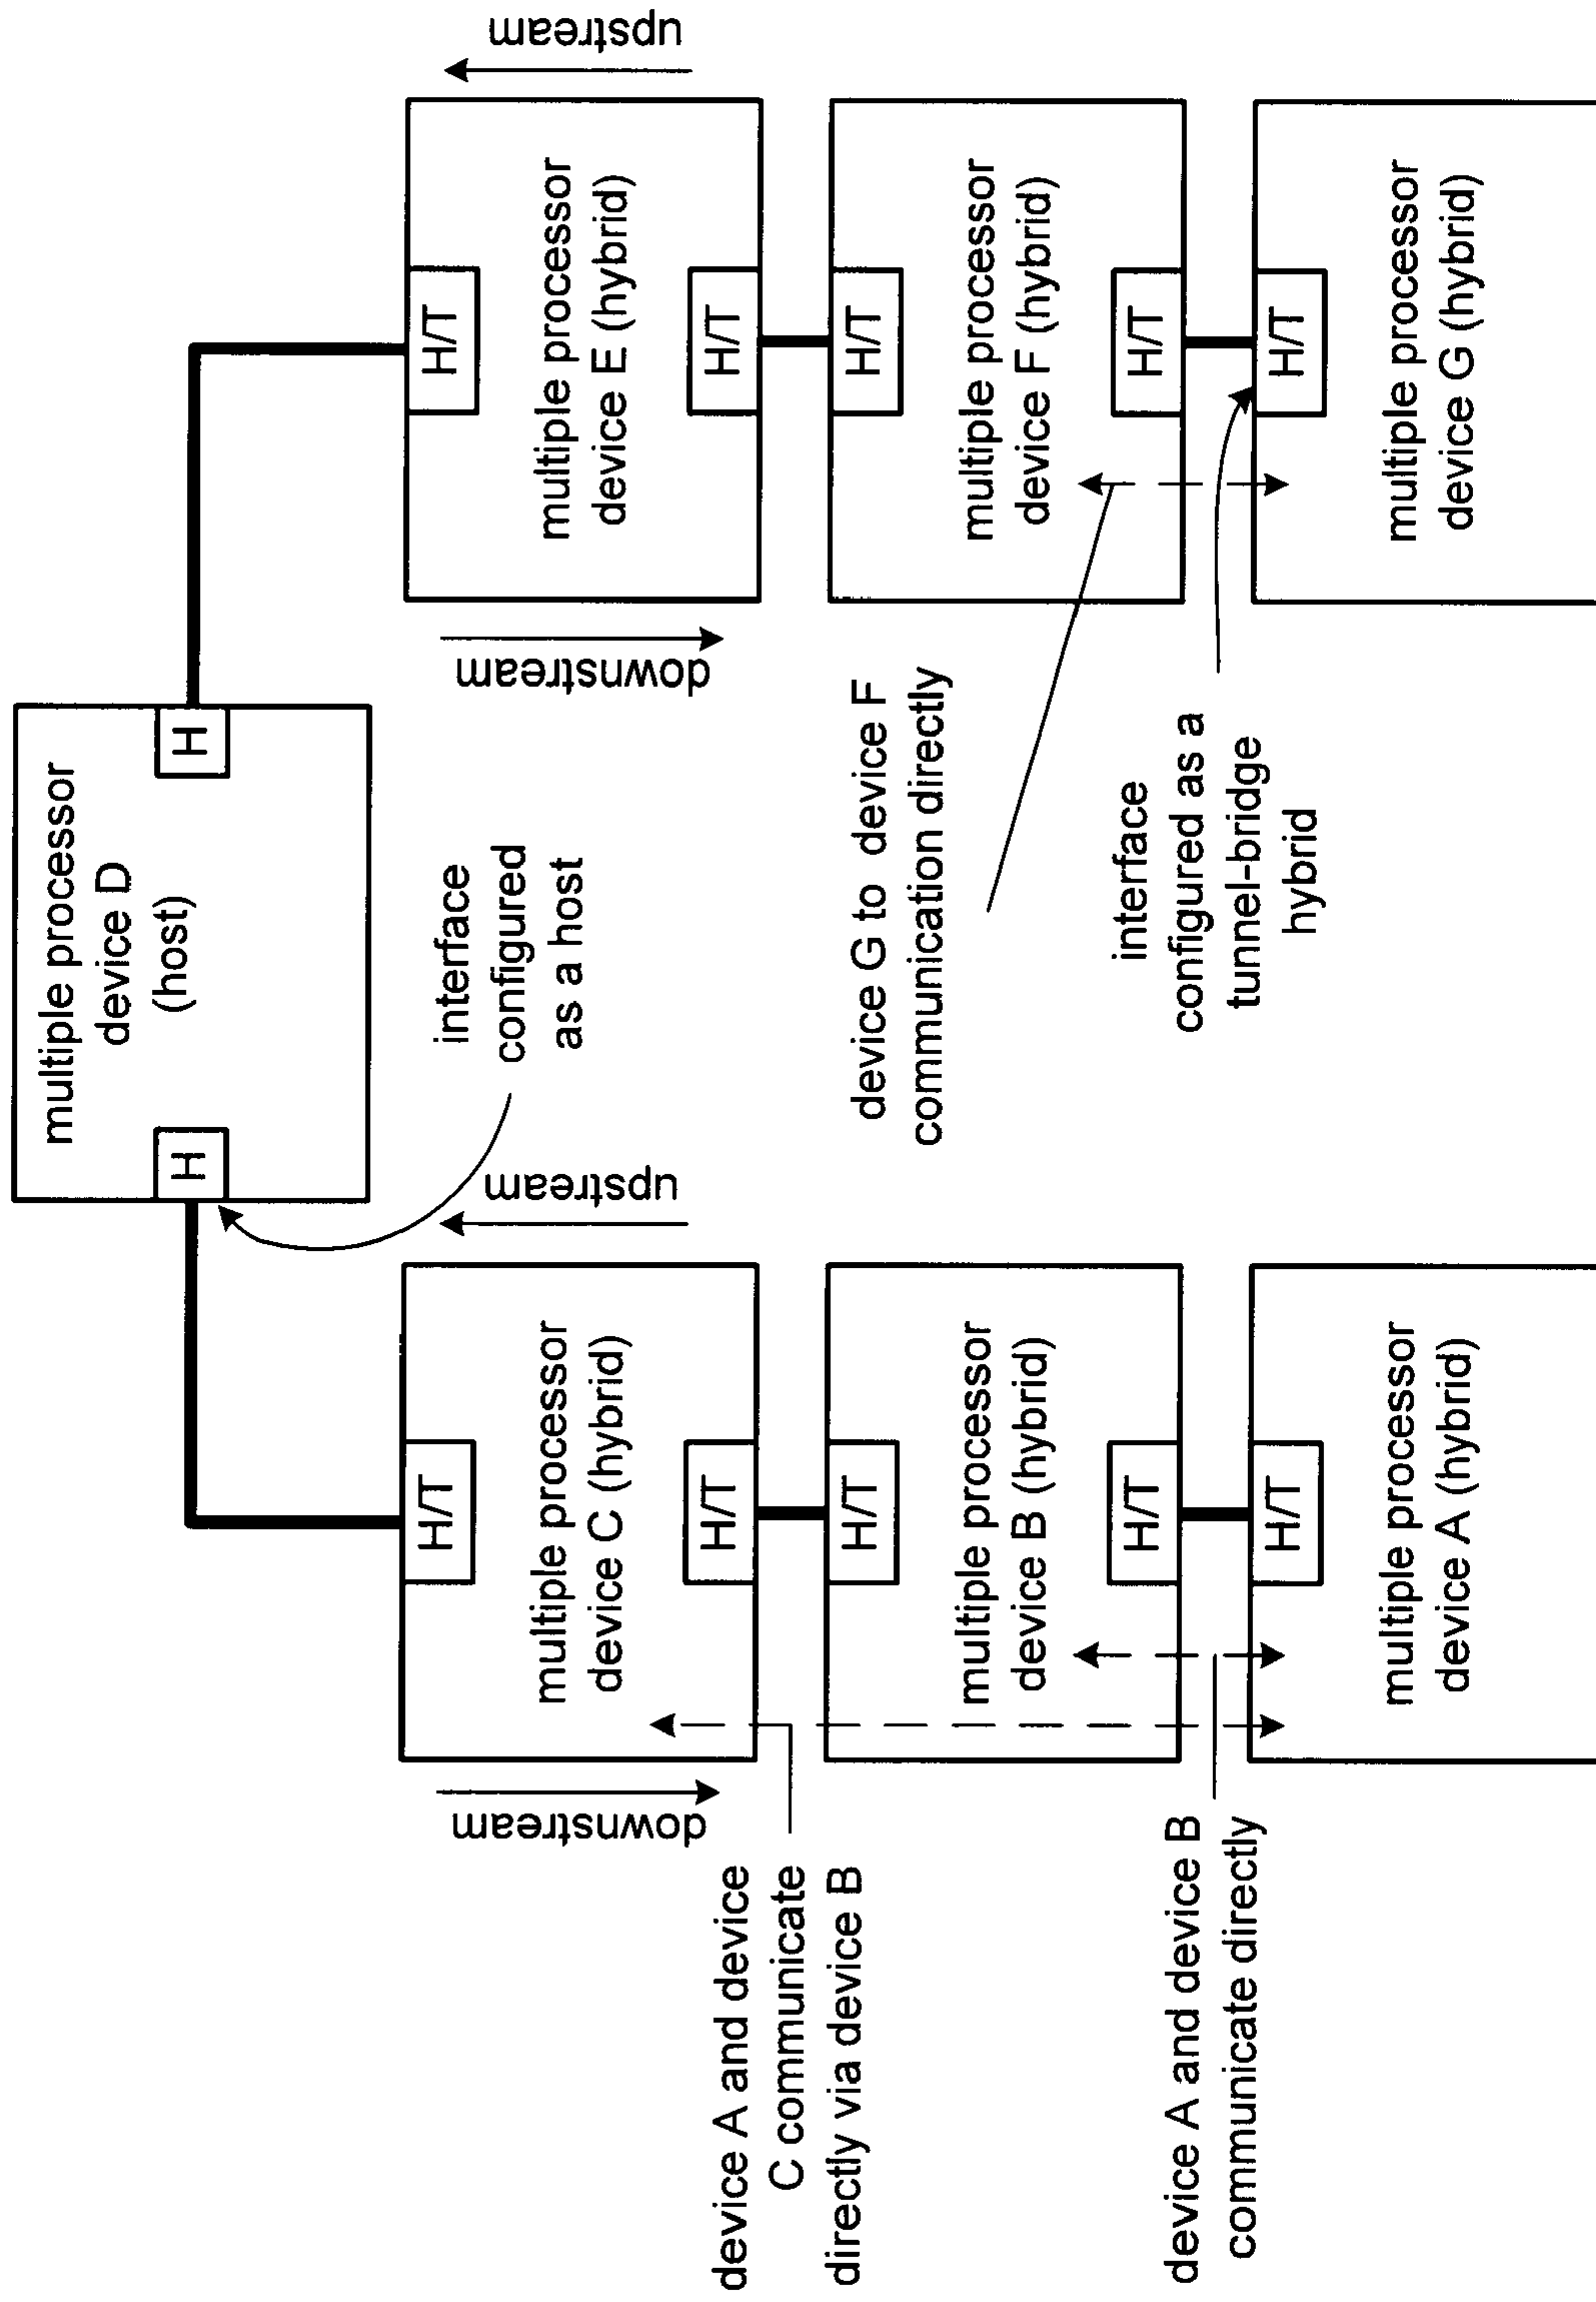 multiple processor
device D
(host)
H
H
interface
configured
as a host
upstream
downstream
H/T
multiple processor
device C (hybrid)
H/T
H/T
multiple processor
device B (hybrid)
H/T
H/T
multiple processor
device A (hybrid)
device A and device
C communicate
directly via device B
device A and device B
communicate directly
upstream
downstream
H/T
multiple processor
device E (hybrid)
H/T
H/T
multiple processor
device F (hybrid)
H/T
H/T
multiple processor
device G (hybrid)
device G to device F
communication directly
interface
configured as a
tunnel-bridge
hybrid